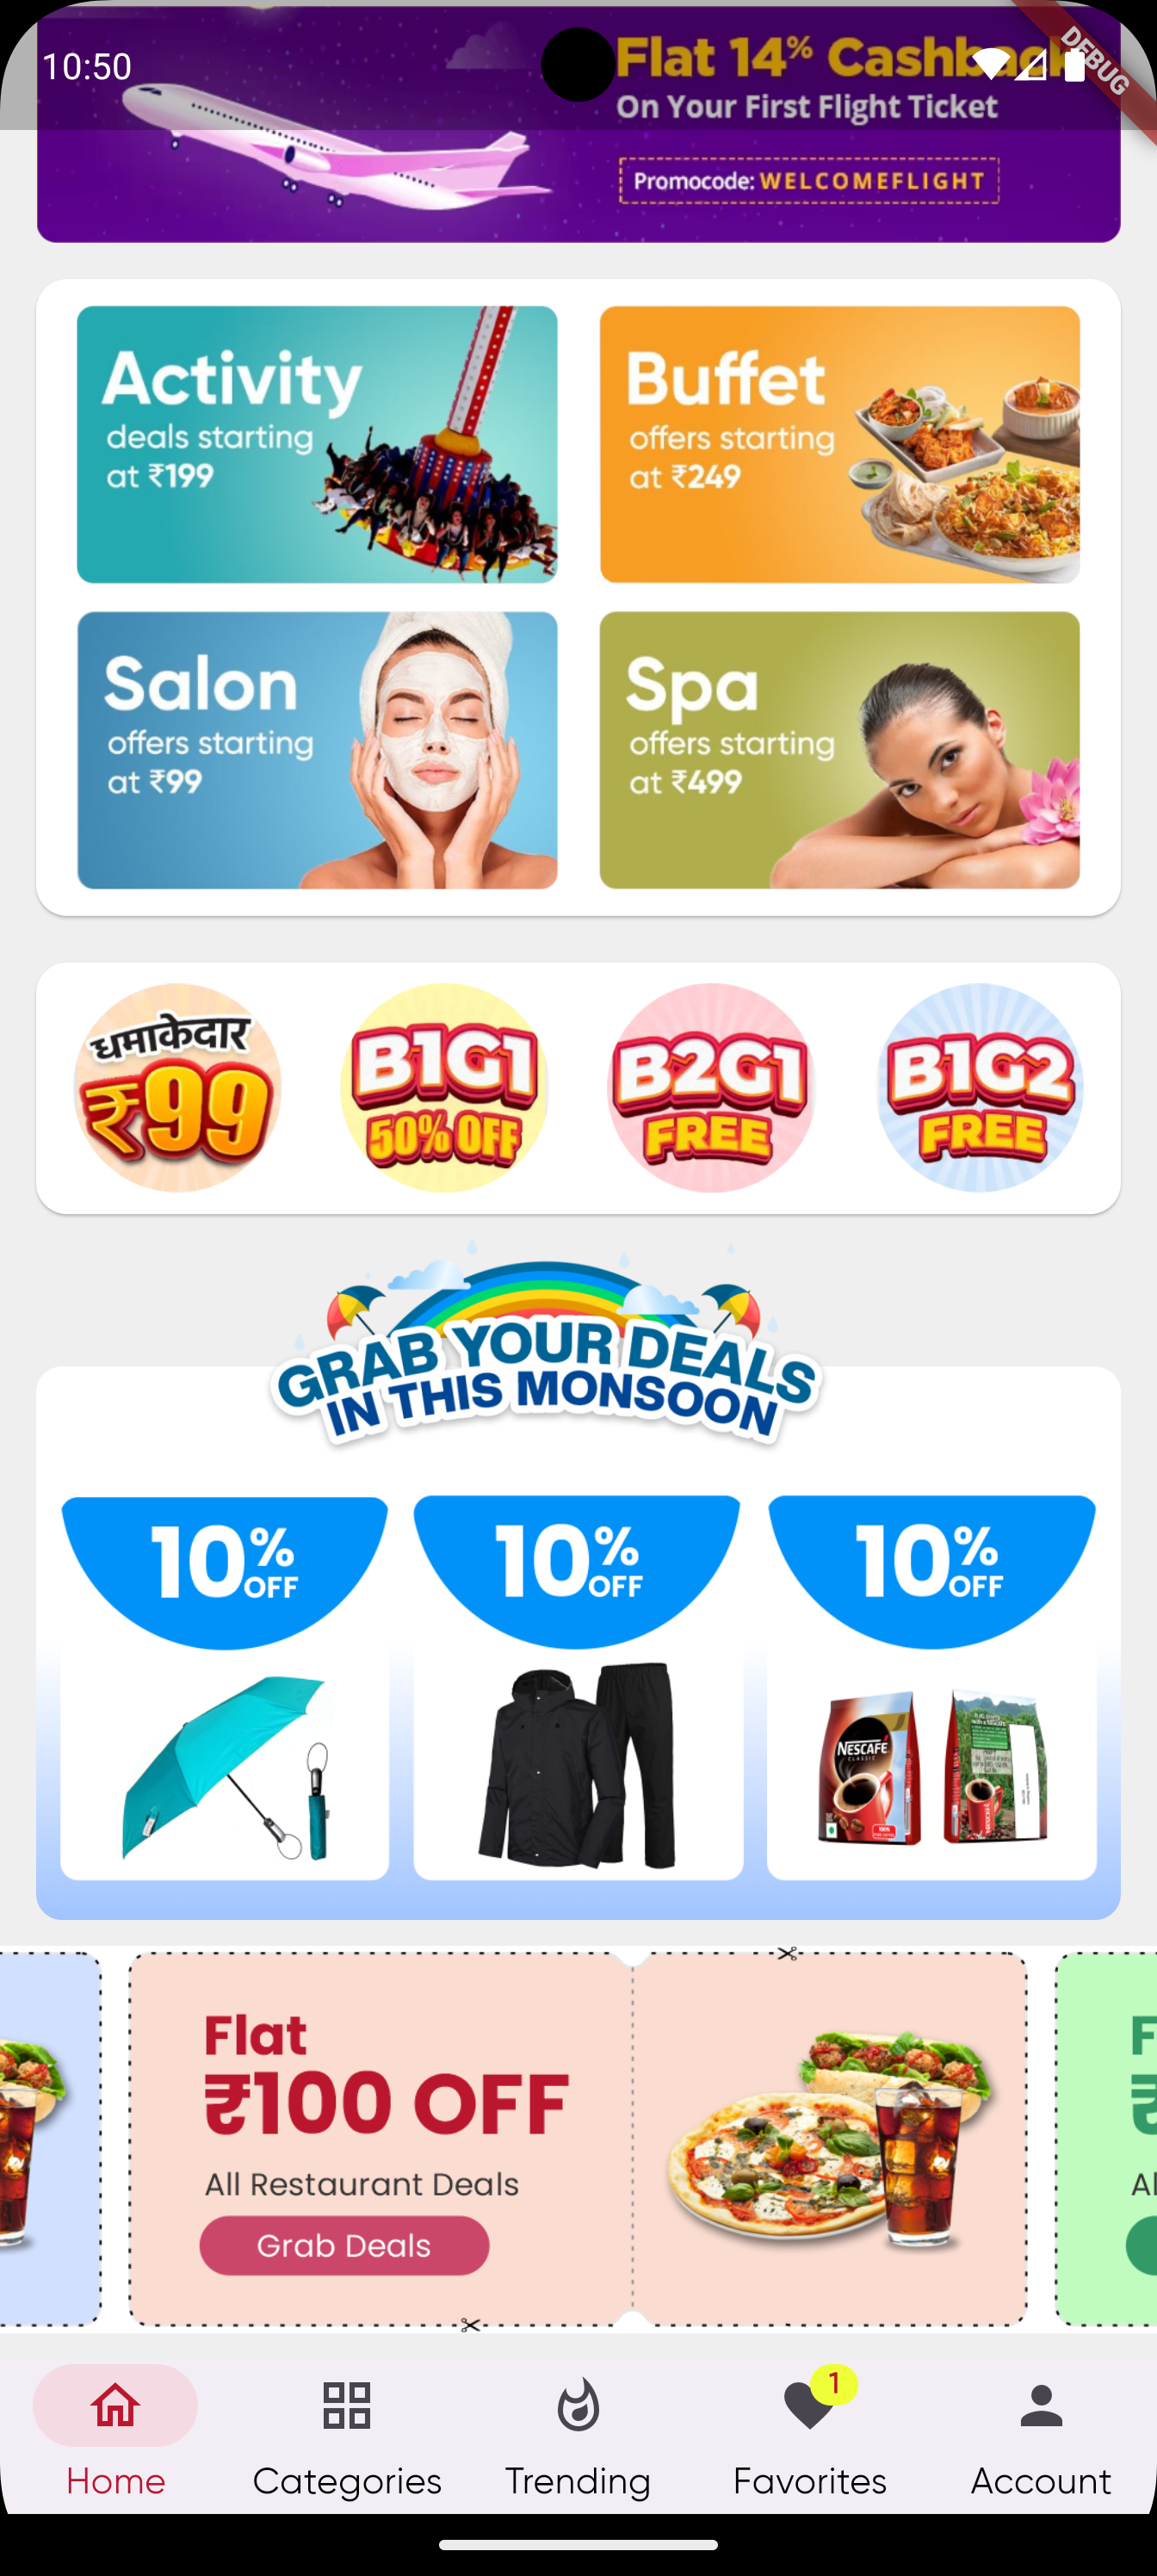 10:50
DEBUG
Flat 14% Cashback
On Your First Flight Ticket
Promocode: WELCOMEFLIGHT
Activity
deals starting
at ₹199
Buffet
offers starting
at ₹249
Salon
offers starting
at ₹99
Spa
offers starting
at ₹499
धमाकेदार
₹99
B1G1
50% OFF
B2G1
FREE
B1G2
FREE
GRAB YOUR DEALS
IN THIS MONSOON
10% OFF
10% OFF
10% OFF
NESCAFÉ
CLASSIC
Flat
₹100 OFF
All Restaurant Deals
Grab Deals
F
₹
Al
1
Home
Categories
Trending
Favorites
Account